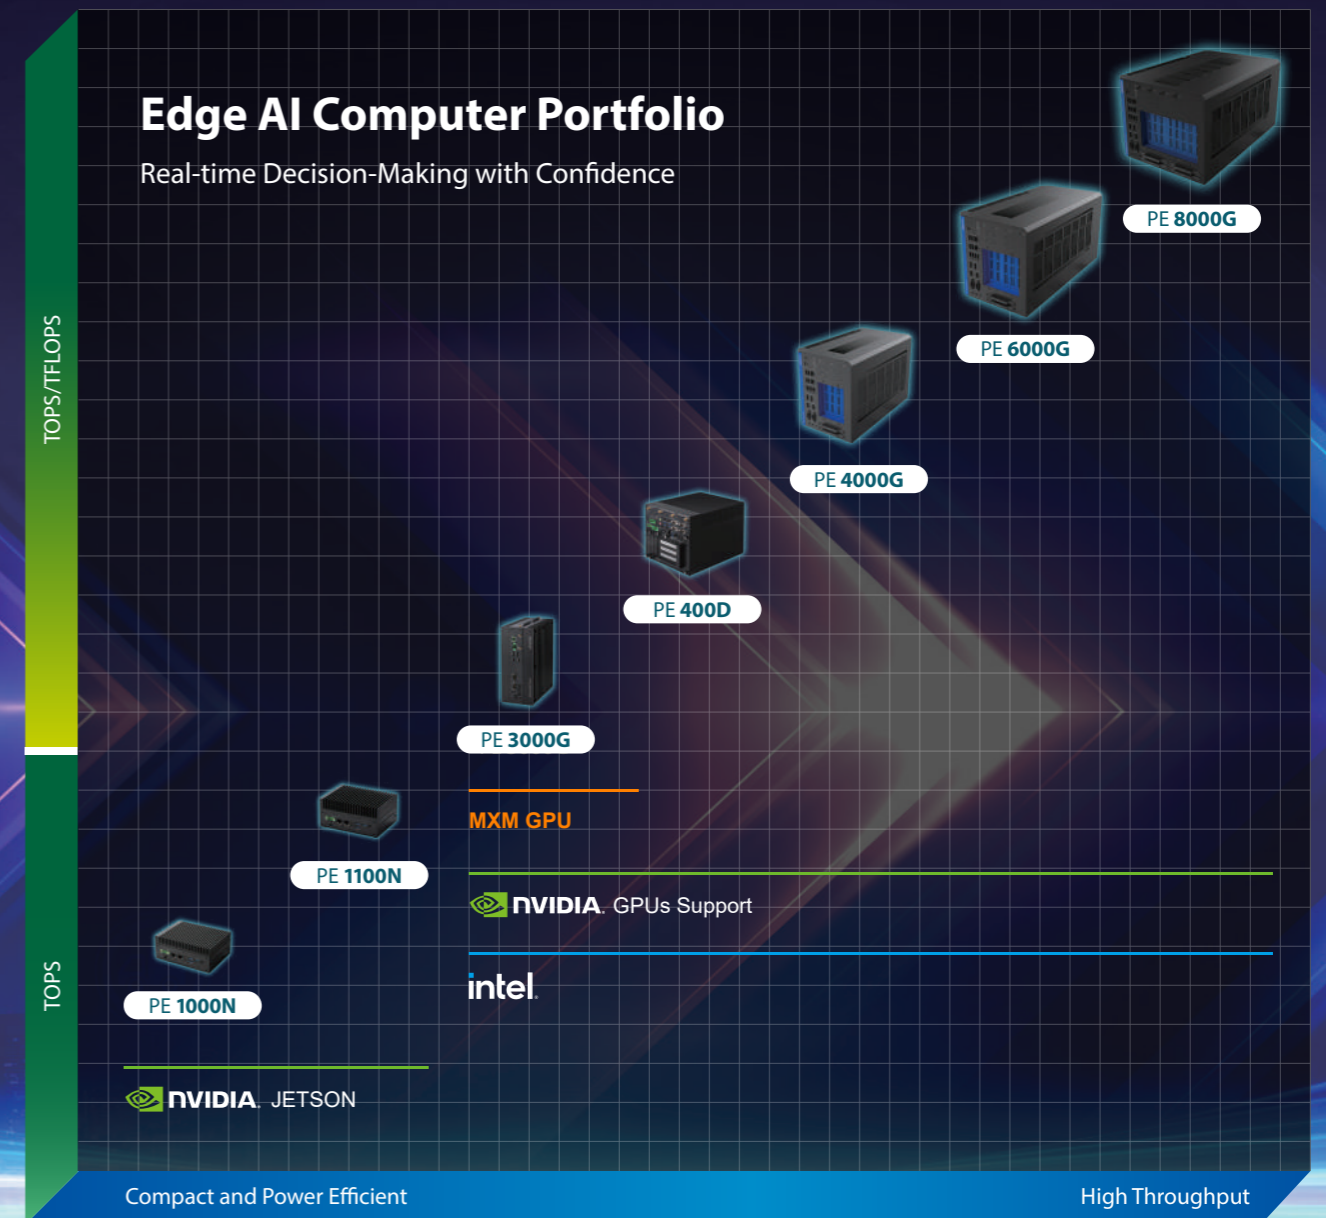 Edge AI Computer Portfolio
Real-time Decision-Making with Confidence
PE 8000G
PE 6000G
TOPS/TFLOPS
PE 4000G
PE 400D
PE 3000G
MXM GPU
PE 1100N
NVIDIA. GPUs Support
TOPS
intel.
PE 1000N
NVIDIA. JETSON
Compact and Power Efficient
High Throughput